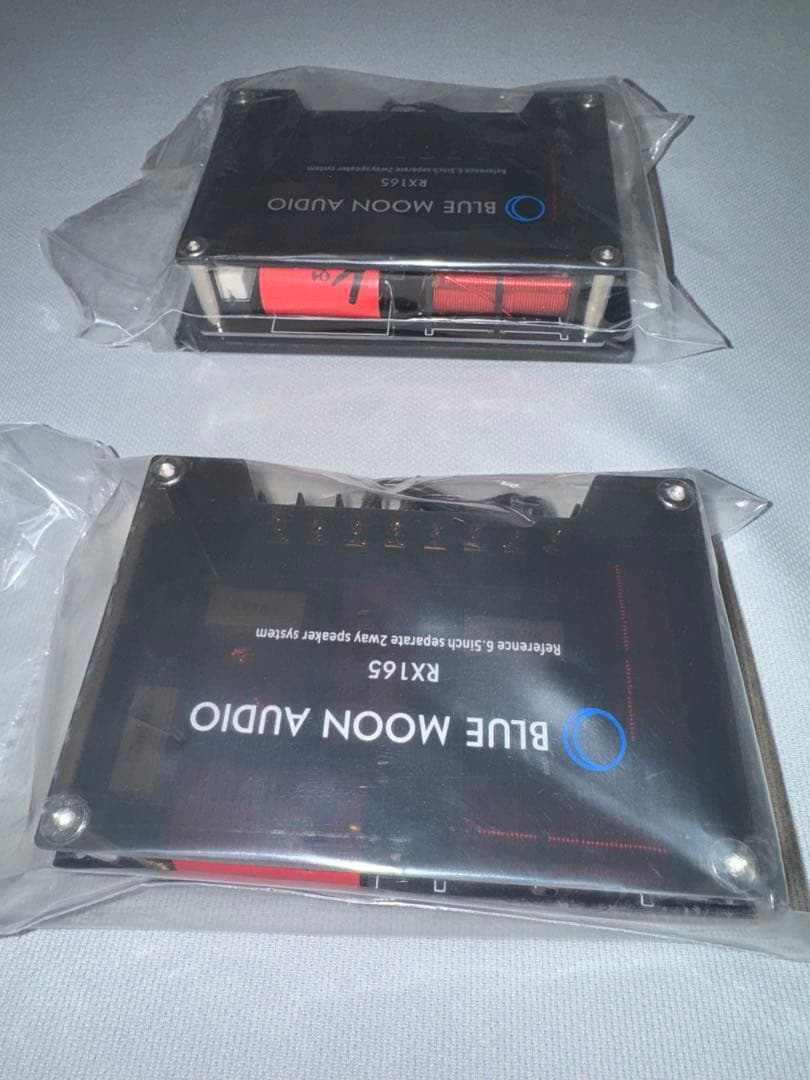 BLUE MOON AUDIO
RX165
Reference 6.5inch separate 2way speaker system
BLUE MOON AUDIO
RX165
Reference 6.5inch separate 2way speaker system